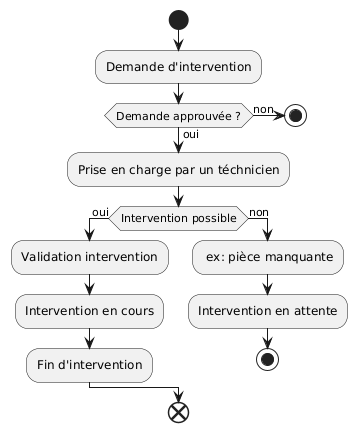 Demande d'intervention
Demande approuvée ?
non
oui
Prise en charge par un téchnicien
oui
Intervention possible
non
Validation intervention
ex: pièce manquante
Intervention en cours
Intervention en attente
Fin d'intervention